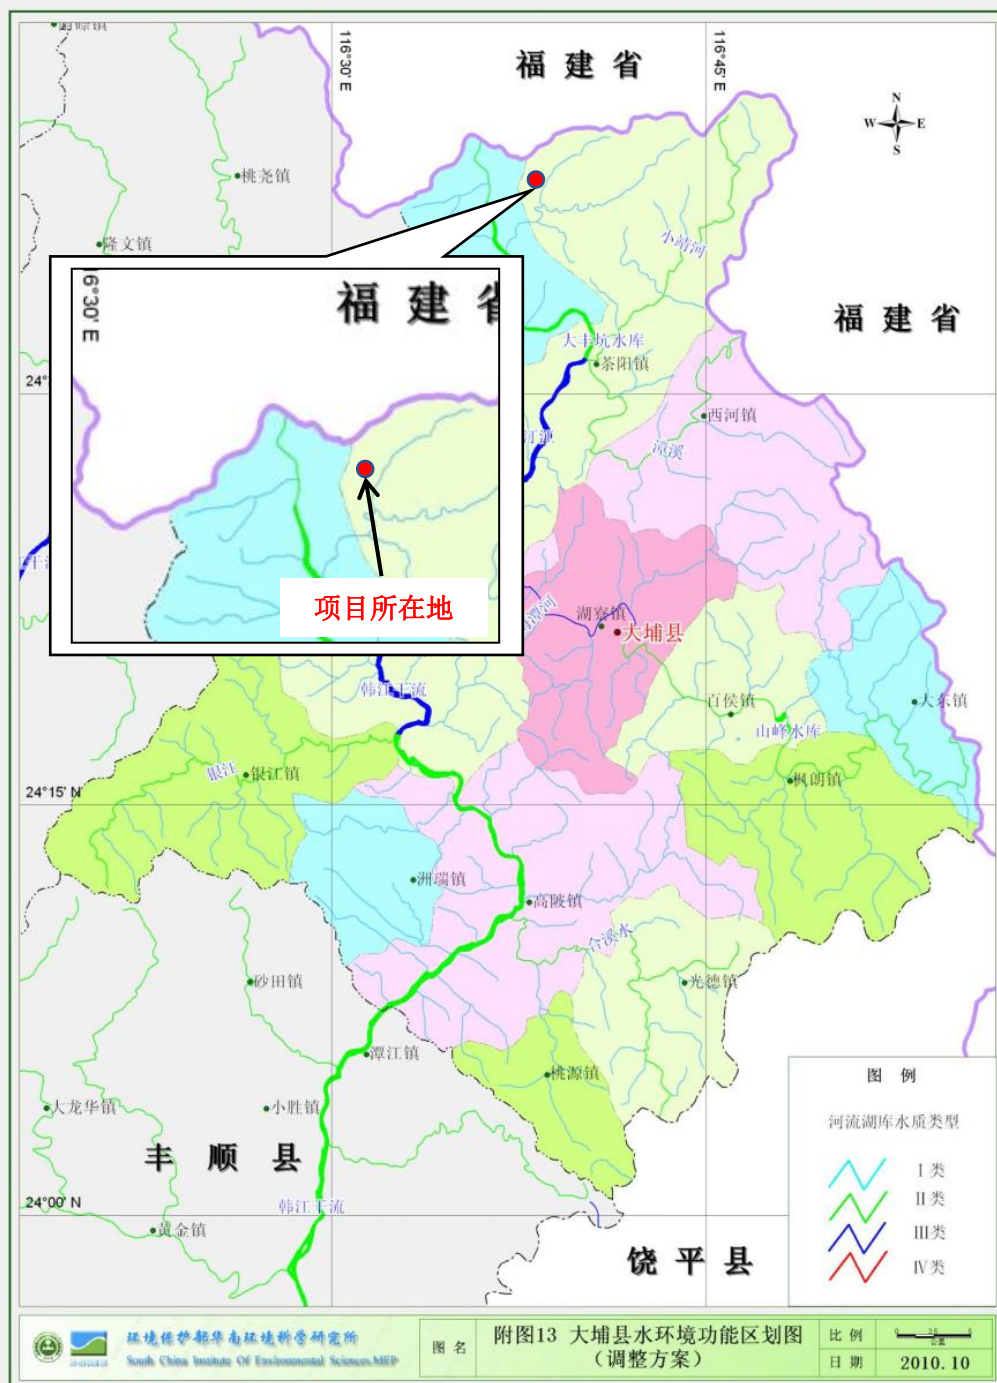 116°30' E
116°45' E
福建省
N
W
E
S
桃尧镇
隆文镇
小靖河
6°30' E
福建省
福建省
大丰坑水库
茶阳镇
西河镇
漳溪
项目所在地
湖寮镇
大埔县
韩江干流
百侯镇
大东镇
山峰水库
银江
银江镇
枫朗镇
24°15' N
洲瑞镇
高陂镇
合溪水
砂田镇
光德镇
潭江镇
桃源镇
大龙华镇
小胜镇
丰顺县
24°00' N
韩江干流
黄金镇
饶平县
图 例
河流湖库水质类型
I类
II类
III类
IV类
环境保护部华南环境科学研究所
South China Institute Of Environmental Sciences,MEP
图 名
附图13 大埔县水环境功能区划图
（调整方案）
比 例
公里
日 期
2010.10